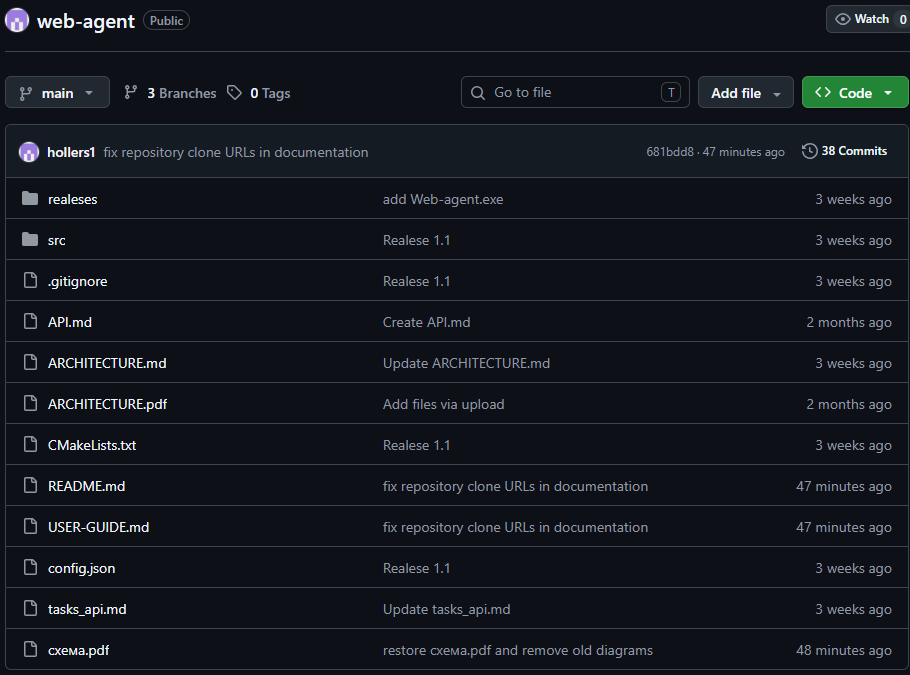 web-agent Public Watch 0
main 3 Branches 0 Tags Go to file T Add file <> Code
hollers1 fix repository clone URLs in documentation 681bdd8 · 47 minutes ago 38 Commits
realeses add Web-agent.exe 3 weeks ago
src Realese 1.1 3 weeks ago
.gitignore Realese 1.1 3 weeks ago
API.md Create API.md 2 months ago
ARCHITECTURE.md Update ARCHITECTURE.md 3 weeks ago
ARCHITECTURE.pdf Add files via upload 2 months ago
CMakeLists.txt Realese 1.1 3 weeks ago
README.md fix repository clone URLs in documentation 47 minutes ago
USER-GUIDE.md fix repository clone URLs in documentation 47 minutes ago
config.json Realese 1.1 3 weeks ago
tasks_api.md Update tasks_api.md 3 weeks ago
схема.pdf restore схема.pdf and remove old diagrams 48 minutes ago